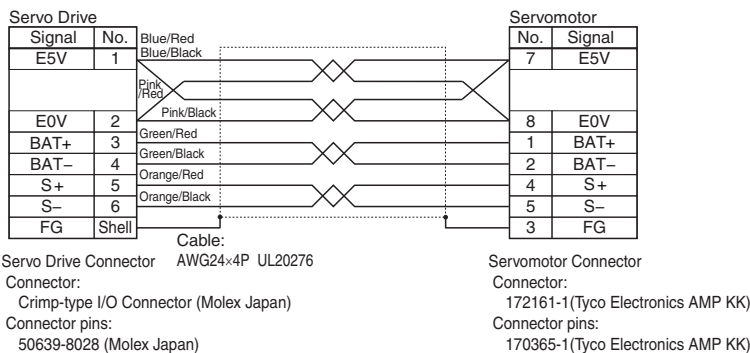 Servo Drive Servomotor
Signal No. Blue/Red No. Signal
E5V 1 Blue/Black 7 E5V
Pink
/Red
Pink/Black
E0V 2 8 E0V
Green/Red
BAT+ 3 1 BAT+
Green/Black
BAT− 4 2 BAT−
Orange/Red
S+ 5 4 S+
Orange/Black
S− 6 5 S−
FG Shell 3 FG
Cable:
AWG24×4P UL20276
Servo Drive Connector Servomotor Connector
Connector: Connector:
Crimp-type I/O Connector (Molex Japan) 172161-1(Tyco Electronics AMP KK)
Connector pins: Connector pins:
50639-8028 (Molex Japan) 170365-1(Tyco Electronics AMP KK)